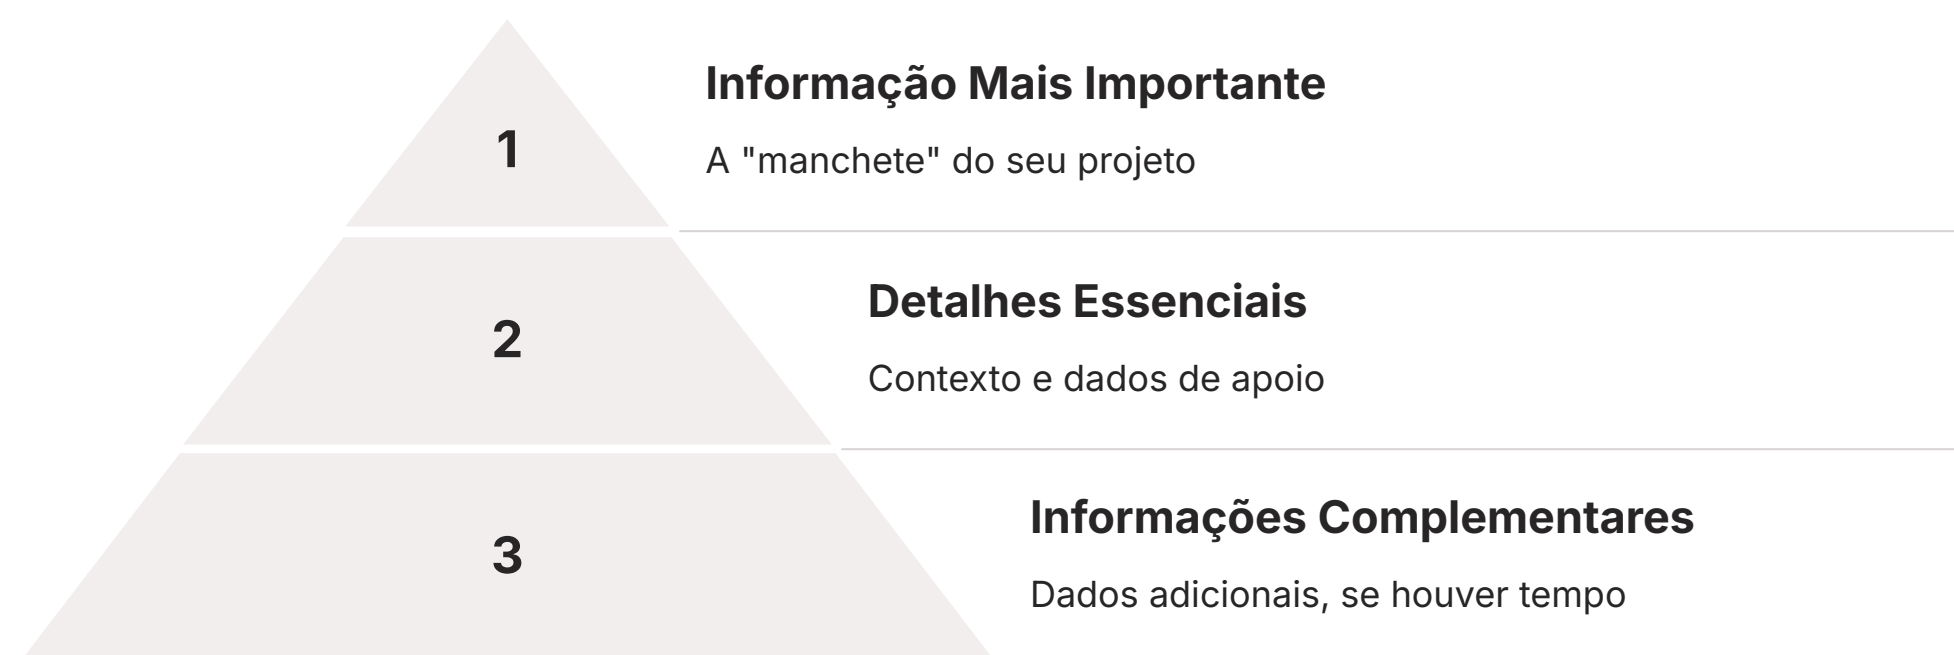 1
Informação Mais Importante
A "manchete" do seu projeto
2
Detalhes Essenciais
Contexto e dados de apoio
3
Informações Complementares
Dados adicionais, se houver tempo